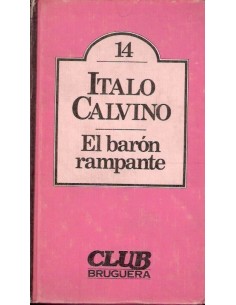 14
ITALO
CALVINO
El barón
rampante
CLUB
BRUGUERA